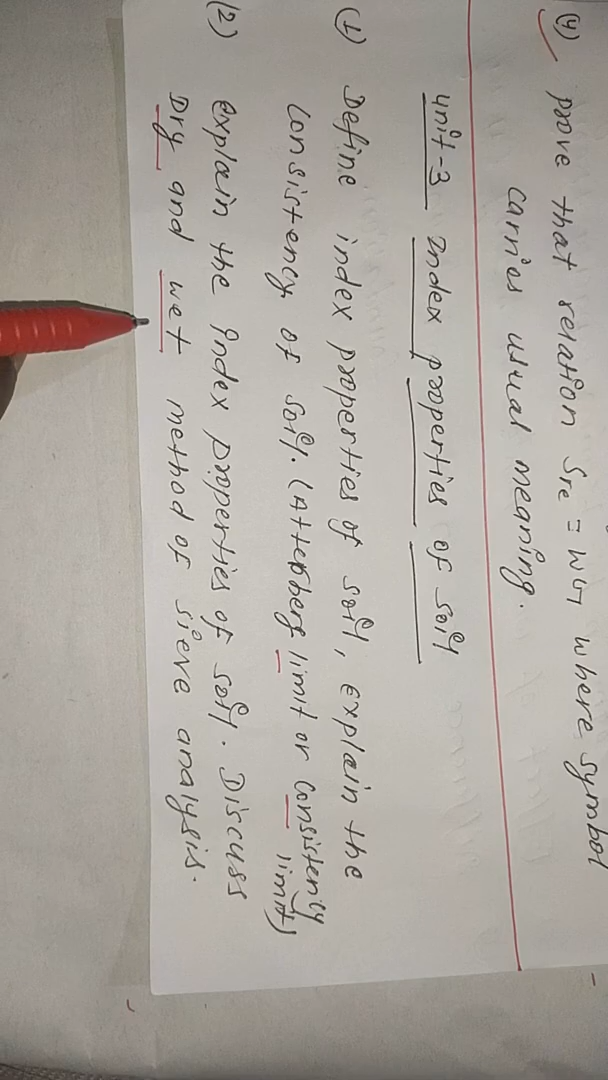 (4) prove that relation Sre = wG where symbol
carries usual meaning.
unit-3 Index properties of soil
(1) Define index properties of soil, explain the
consistency of soil. (Atterberg limit or consistency
limit)
(2) explain the index properties of soil. Discuss
Dry and wet method of sieve analysis.